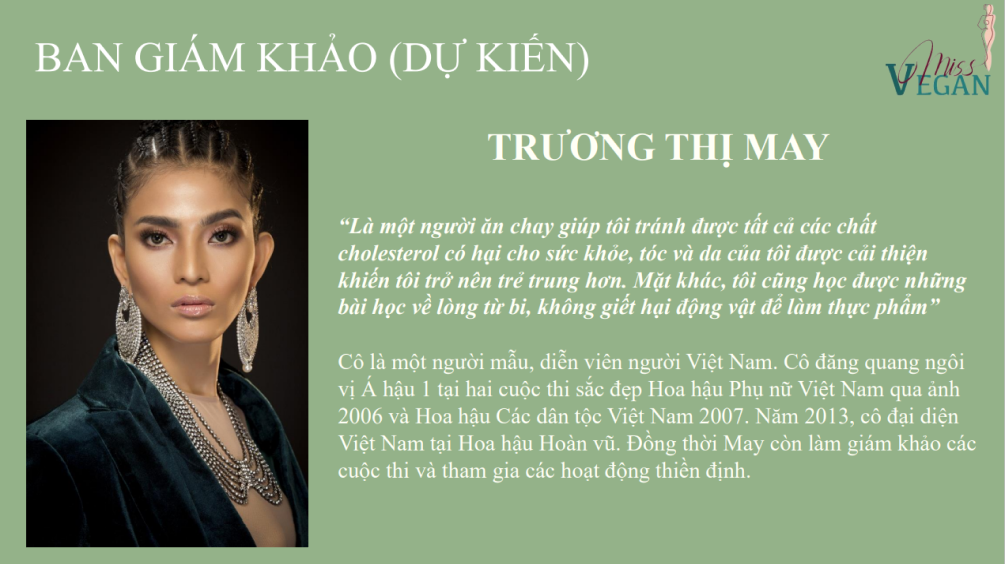 BAN GIÁM KHẢO (DỰ KIẾN)
Miss
VEGAN
TRƯƠNG THỊ MAY
“Là một người ăn chay giúp tôi tránh được tất cả các chất
cholesterol có hại cho sức khỏe, tóc và da của tôi được cải thiện
khiến tôi trở nên trẻ trung hơn. Mặt khác, tôi cũng học được những
bài học về lòng từ bi, không giết hại động vật để làm thực phẩm”
Cô là một người mẫu, diễn viên người Việt Nam. Cô đăng quang ngôi
vị Á hậu 1 tại hai cuộc thi sắc đẹp Hoa hậu Phụ nữ Việt Nam qua ảnh
2006 và Hoa hậu Các dân tộc Việt Nam 2007. Năm 2013, cô đại diện
Việt Nam tại Hoa hậu Hoàn vũ. Đồng thời May còn làm giám khảo các
cuộc thi và tham gia các hoạt động thiền định.